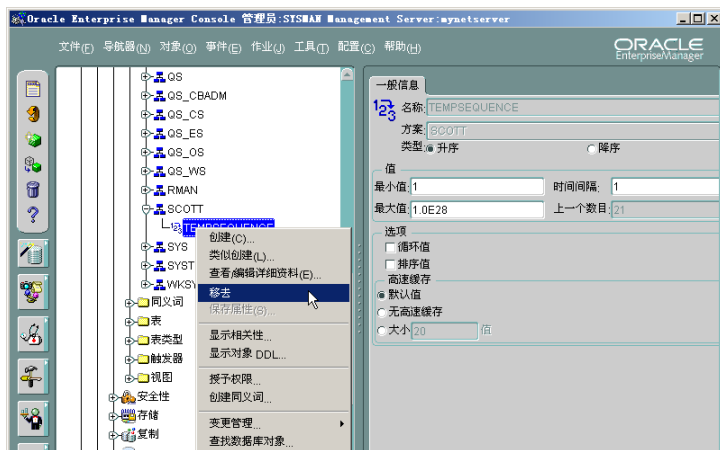 Oracle Enterprise Manager Console 管理员:SYSMAN Management Server:mynetserver
文件(F) 导航器(N) 对象(O) 事件(E) 作业(J) 工具(T) 配置(C) 帮助(H)
ORACLE
EnterpriseManager
QS
QS_CBADM
QS_CS
QS_ES
QS_OS
QS_WS
RMAN
SCOTT
TEMPSEQUENCE
SYS
SYST
WKSY
同义词
表
表类型
触发器
视图
安全性
存储
复制
创建(C)...
类似创建(L)...
查看/编辑详细资料(E)...
移去
保存属性(S)...
显示相关性...
显示对象 DDL...
授予权限...
创建同义词...
变更管理...
查找数据库对象...
一般信息
名称:TEMPSEQUENCE
方案:SCOTT
类型: 升序 降序
值
最小值:1 时间间隔: 1
最大值:1.0E28 上一个数目:21
选项
循环值
排序值
高速缓存
默认值
无高速缓存
大小 20 值